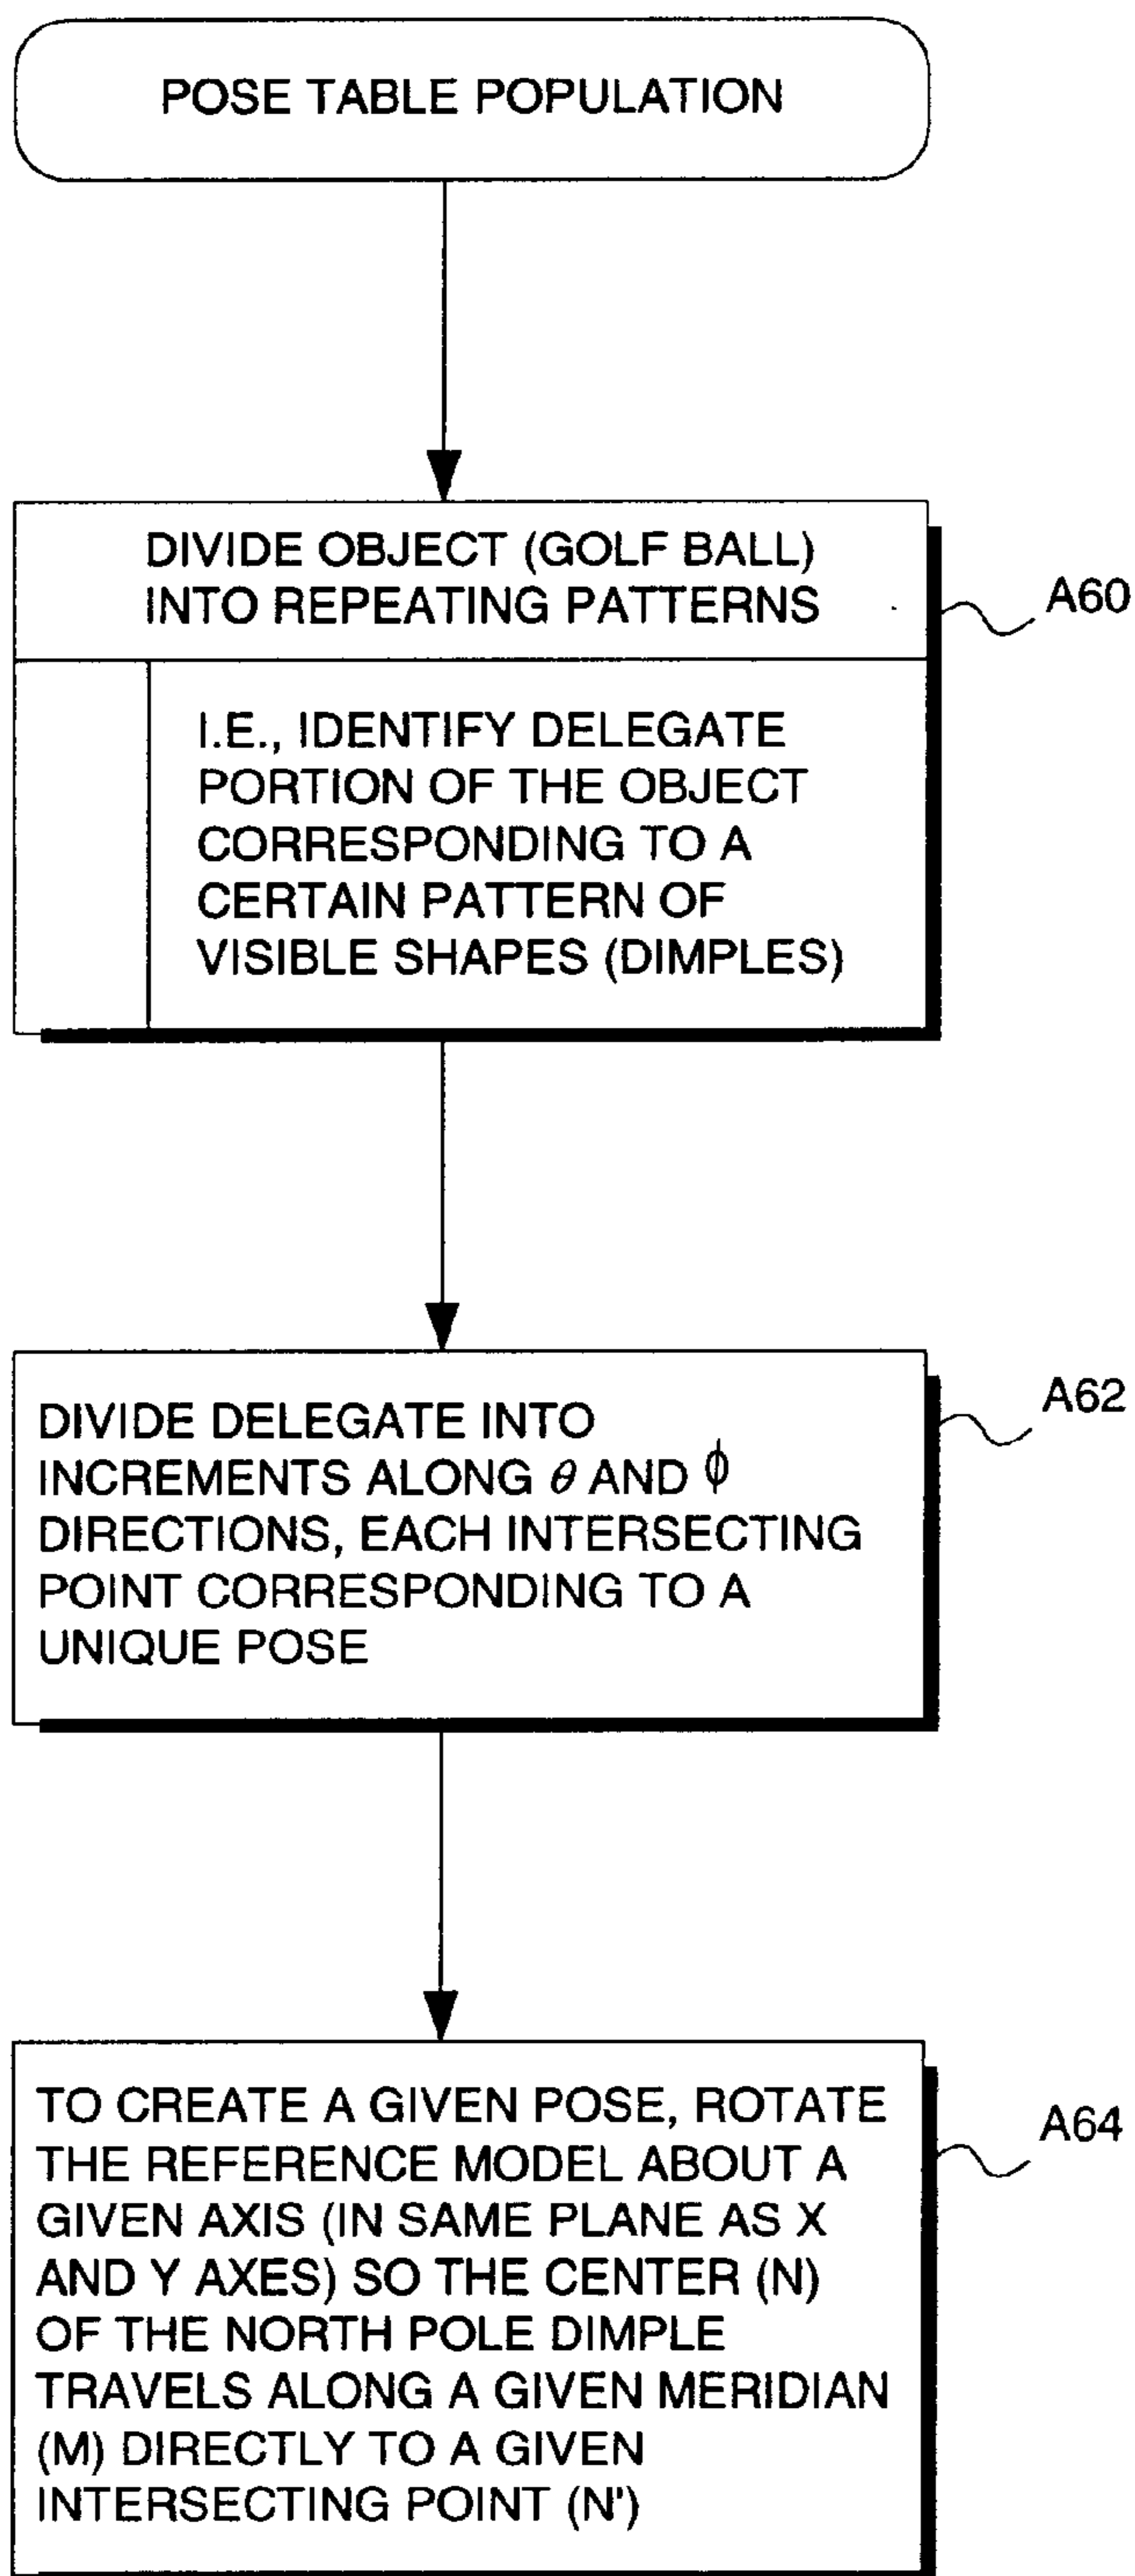 POSE TABLE POPULATION
DIVIDE OBJECT (GOLF BALL)
INTO REPEATING PATTERNS
A60
I.E., IDENTIFY DELEGATE
PORTION OF THE OBJECT
CORRESPONDING TO A
CERTAIN PATTERN OF
VISIBLE SHAPES (DIMPLES)
A62
DIVIDE DELEGATE INTO
INCREMENTS ALONG θ AND ϕ
DIRECTIONS, EACH INTERSECTING
POINT CORRESPONDING TO A
UNIQUE POSE
A64
TO CREATE A GIVEN POSE, ROTATE
THE REFERENCE MODEL ABOUT A
GIVEN AXIS (IN SAME PLANE AS X
AND Y AXES) SO THE CENTER (N)
OF THE NORTH POLE DIMPLE
TRAVELS ALONG A GIVEN MERIDIAN
(M) DIRECTLY TO A GIVEN
INTERSECTING POINT (N')